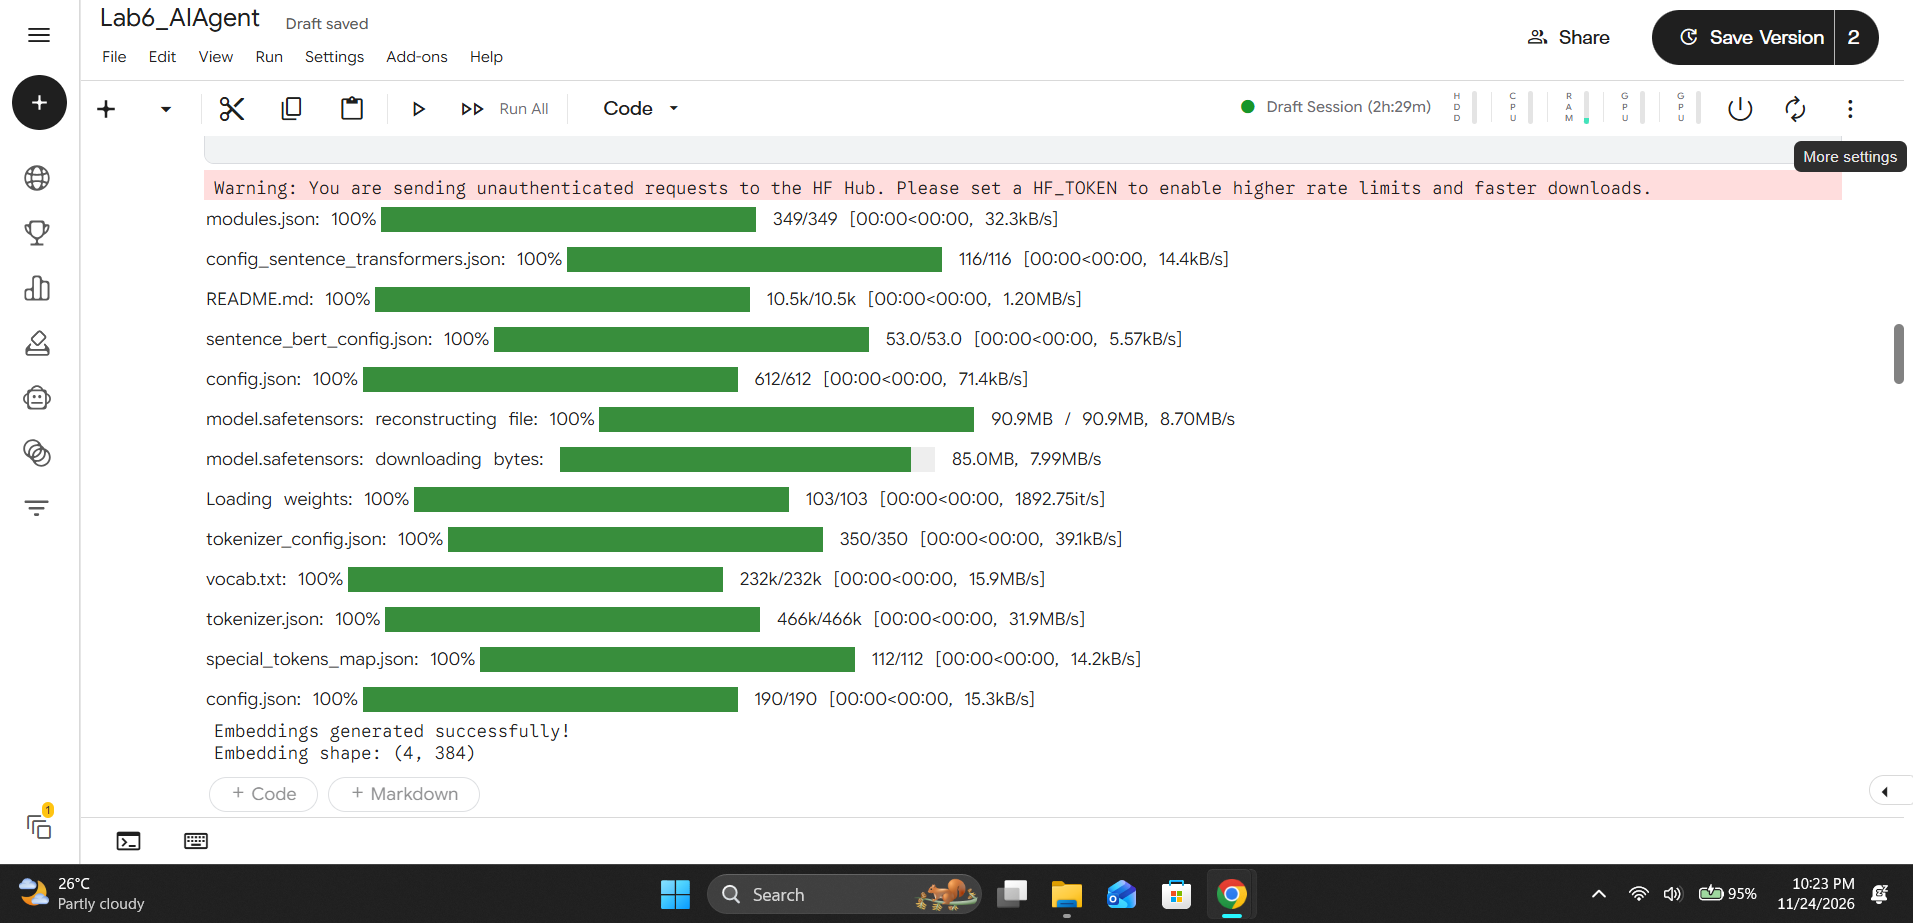 Lab6_AIAgent
Draft saved
File Edit View Run Settings Add-ons Help
Share
Save Version 2
Run All
Code
Draft Session (2h:29m)
HDD
CPU
RAM
GPU
GPU
More settings
Warning: You are sending unauthenticated requests to the HF Hub. Please set a HF_TOKEN to enable higher rate limits and faster downloads.
modules.json: 100% 349/349 [00:00<00:00, 32.3kB/s]
config_sentence_transformers.json: 100% 116/116 [00:00<00:00, 14.4kB/s]
README.md: 100% 10.5k/10.5k [00:00<00:00, 1.20MB/s]
sentence_bert_config.json: 100% 53.0/53.0 [00:00<00:00, 5.57kB/s]
config.json: 100% 612/612 [00:00<00:00, 71.4kB/s]
model.safetensors: reconstructing file: 100% 90.9MB / 90.9MB, 8.70MB/s
model.safetensors: downloading bytes: 85.0MB, 7.99MB/s
Loading weights: 100% 103/103 [00:00<00:00, 1892.75it/s]
tokenizer_config.json: 100% 350/350 [00:00<00:00, 39.1kB/s]
vocab.txt: 100% 232k/232k [00:00<00:00, 15.9MB/s]
tokenizer.json: 100% 466k/466k [00:00<00:00, 31.9MB/s]
special_tokens_map.json: 100% 112/112 [00:00<00:00, 14.2kB/s]
config.json: 100% 190/190 [00:00<00:00, 15.3kB/s]
Embeddings generated successfully!
Embedding shape: (4, 384)
+ Code + Markdown
1
26°C
Partly cloudy
Search
95%
10:23 PM
11/24/2026